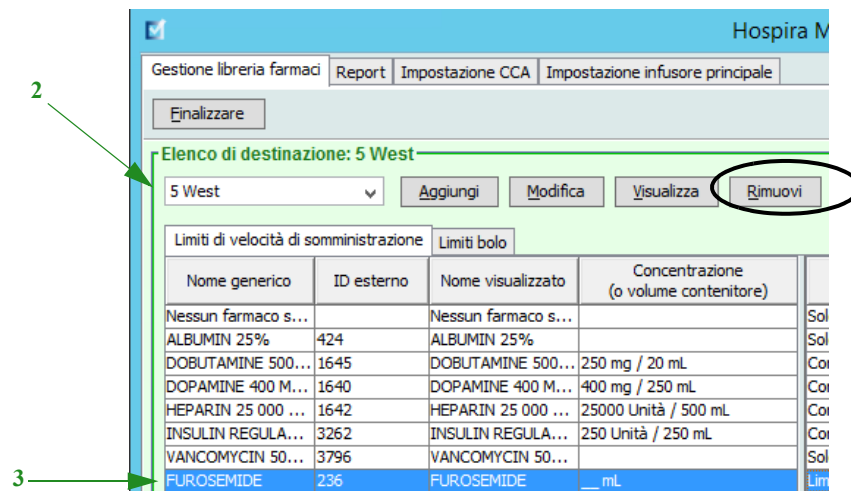 Hospira M
Gestione libreria farmaci Report Impostazione CCA Impostazione infusore principale
2
Finalizzare
Elenco di destinazione: 5 West
5 West Aggiungi Modifica Visualizza Rimuovi
Limiti di velocità di somministrazione Limiti bolo
Nome generico ID esterno Nome visualizzato Concentrazione
(o volume contenitore)
Nessun farmaco s... Nessun farmaco s... Sol
ALBUMIN 25% 424 ALBUMIN 25% Sol
DOBUTAMINE 500... 1645 DOBUTAMINE 500... 250 mg / 20 mL Con
DOPAMINE 400 M... 1640 DOPAMINE 400 M... 400 mg / 250 mL Con
HEPARIN 25 000 ... 1642 HEPARIN 25 000 ... 25000 Unità / 500 mL Con
INSULIN REGULA... 3262 INSULIN REGULA... 250 Unità / 250 mL Con
VANCOMYCIN 50... 3796 VANCOMYCIN 50... Sol
3 FUROSEMIDE 236 FUROSEMIDE __ mL Lim